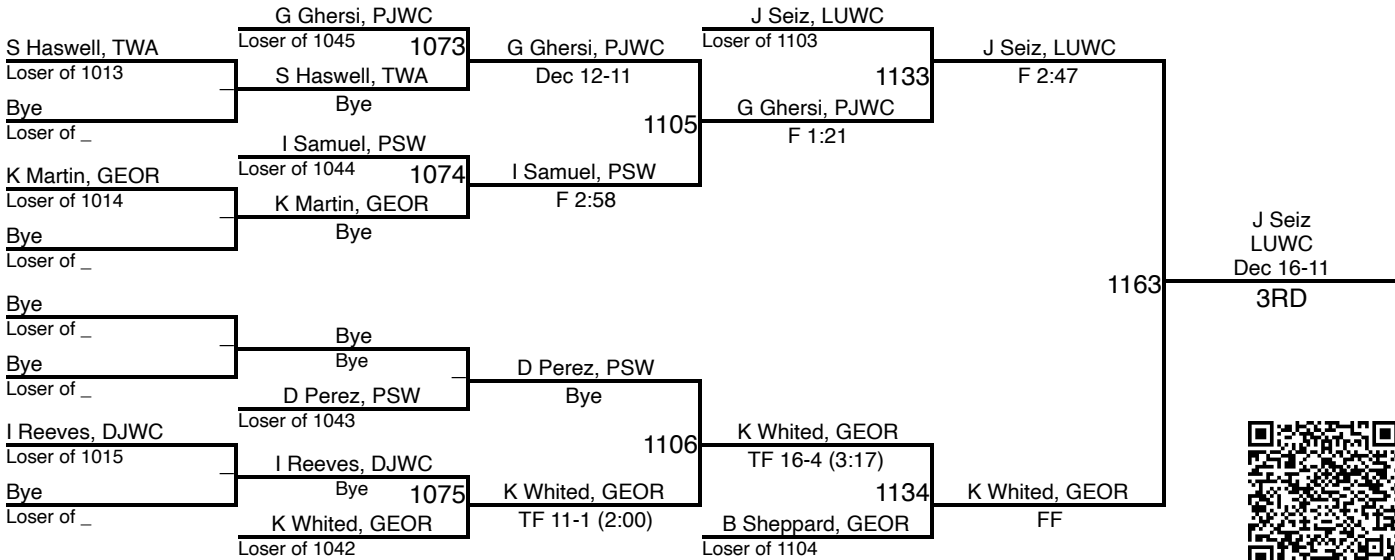 G Ghersi, PJWC
Loser of 1045
1073
S Haswell, TWA
Loser of 1013
_
S Haswell, TWA
Bye
Bye
Loser of _
G Ghersi, PJWC
Dec 12-11
I Samuel, PSW
Loser of 1044
1074
K Martin, GEOR
Loser of 1014
_
K Martin, GEOR
Bye
Bye
Loser of _
I Samuel, PSW
F 2:58
1105
J Seiz, LUWC
Loser of 1103
1133
G Ghersi, PJWC
F 1:21
J Seiz, LUWC
F 2:47
Bye
Loser of _
_
Bye
Bye
Bye
Loser of _
_
D Perez, PSW
Loser of 1043
D Perez, PSW
Bye
I Reeves, DJWC
Loser of 1015
_
I Reeves, DJWC
Bye
1075
Bye
Loser of _
K Whited, GEOR
Loser of 1042
K Whited, GEOR
TF 11-1 (2:00)
1106
K Whited, GEOR
TF 16-4 (3:17)
1134
B Sheppard, GEOR
Loser of 1104
K Whited, GEOR
FF
1163
J Seiz
LUWC
Dec 16-11
3RD